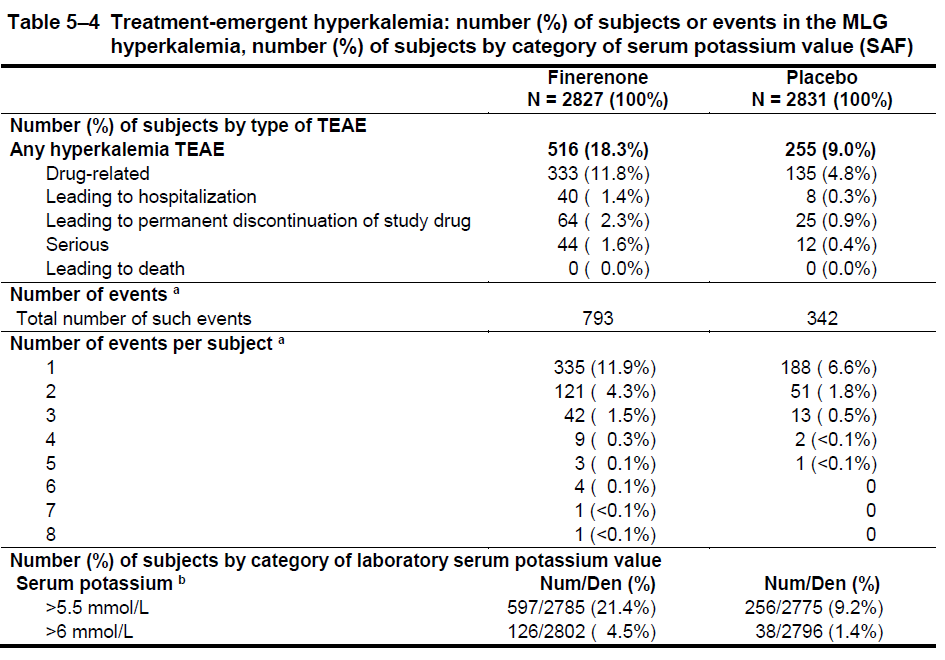 Table 5–4 Treatment-emergent hyperkalemia: number (%) of subjects or events in the MLG
hyperkalemia, number (%) of subjects by category of serum potassium value (SAF)
Finerenone Placebo
N = 2827 (100%) N = 2831 (100%)
Number (%) of subjects by type of TEAE
Any hyperkalemia TEAE 516 (18.3%) 255 (9.0%)
Drug-related 333 (11.8%) 135 (4.8%)
Leading to hospitalization 40 ( 1.4%) 8 (0.3%)
Leading to permanent discontinuation of study drug 64 ( 2.3%) 25 (0.9%)
Serious 44 ( 1.6%) 12 (0.4%)
Leading to death 0 ( 0.0%) 0 (0.0%)
Number of events a
Total number of such events 793 342
Number of events per subject a
1 335 (11.9%) 188 ( 6.6%)
2 121 ( 4.3%) 51 ( 1.8%)
3 42 ( 1.5%) 13 ( 0.5%)
4 9 ( 0.3%) 2 (<0.1%)
5 3 ( 0.1%) 1 (<0.1%)
6 4 ( 0.1%) 0
7 1 (<0.1%) 0
8 1 (<0.1%) 0
Number (%) of subjects by category of laboratory serum potassium value
Serum potassium b Num/Den (%) Num/Den (%)
>5.5 mmol/L 597/2785 (21.4%) 256/2775 (9.2%)
>6 mmol/L 126/2802 ( 4.5%) 38/2796 (1.4%)